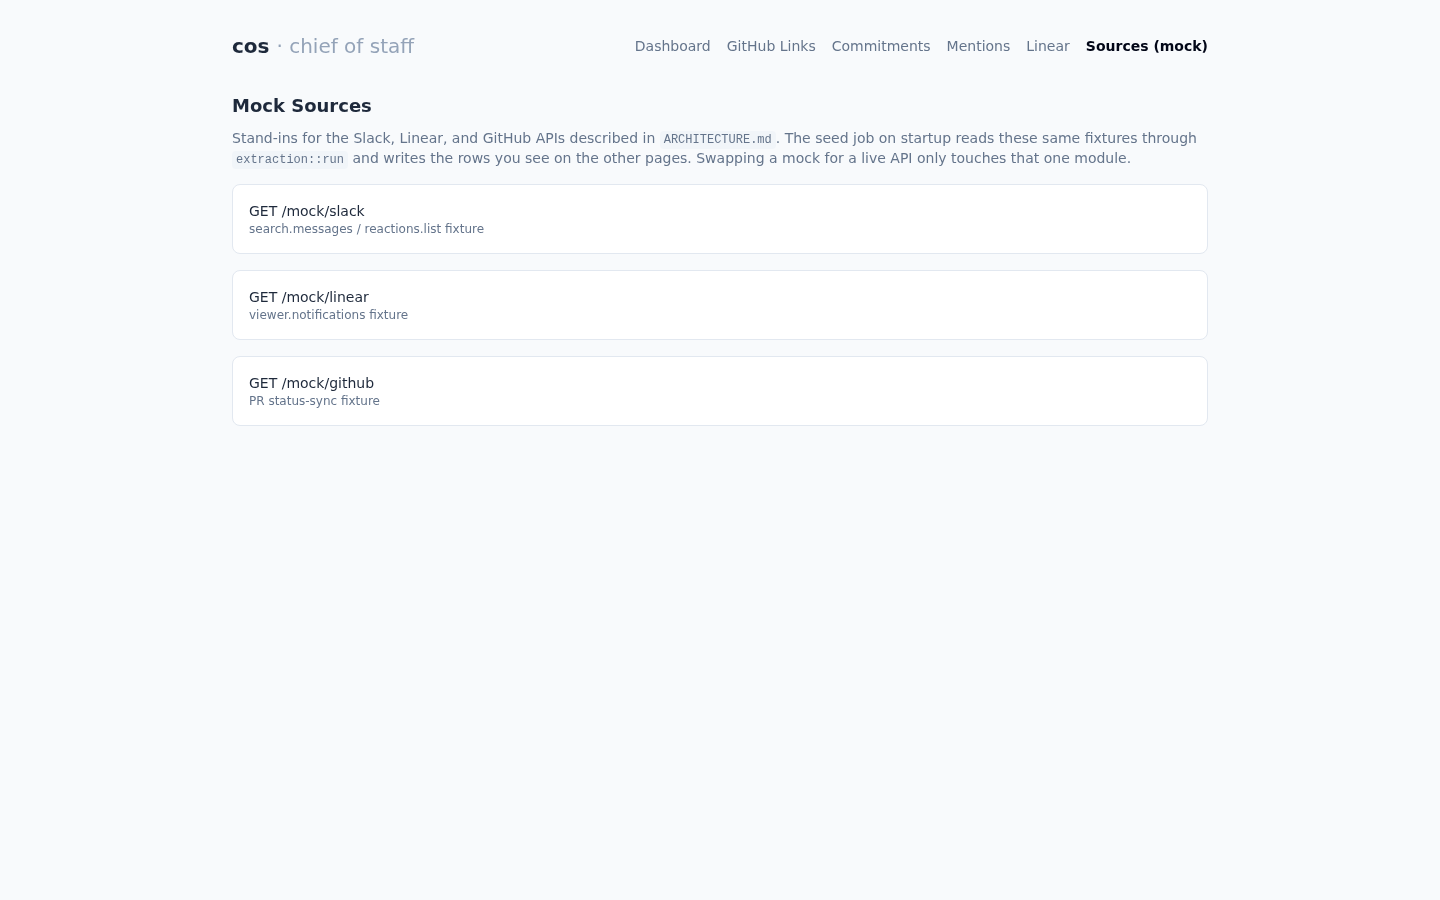 cos · chief of staff
Dashboard GitHub Links Commitments Mentions Linear Sources (mock)
Mock Sources
Stand-ins for the Slack, Linear, and GitHub APIs described in ARCHITECTURE.md. The seed job on startup reads these same fixtures through
extraction::run and writes the rows you see on the other pages. Swapping a mock for a live API only touches that one module.
GET /mock/slack
search.messages / reactions.list fixture
GET /mock/linear
viewer.notifications fixture
GET /mock/github
PR status-sync fixture